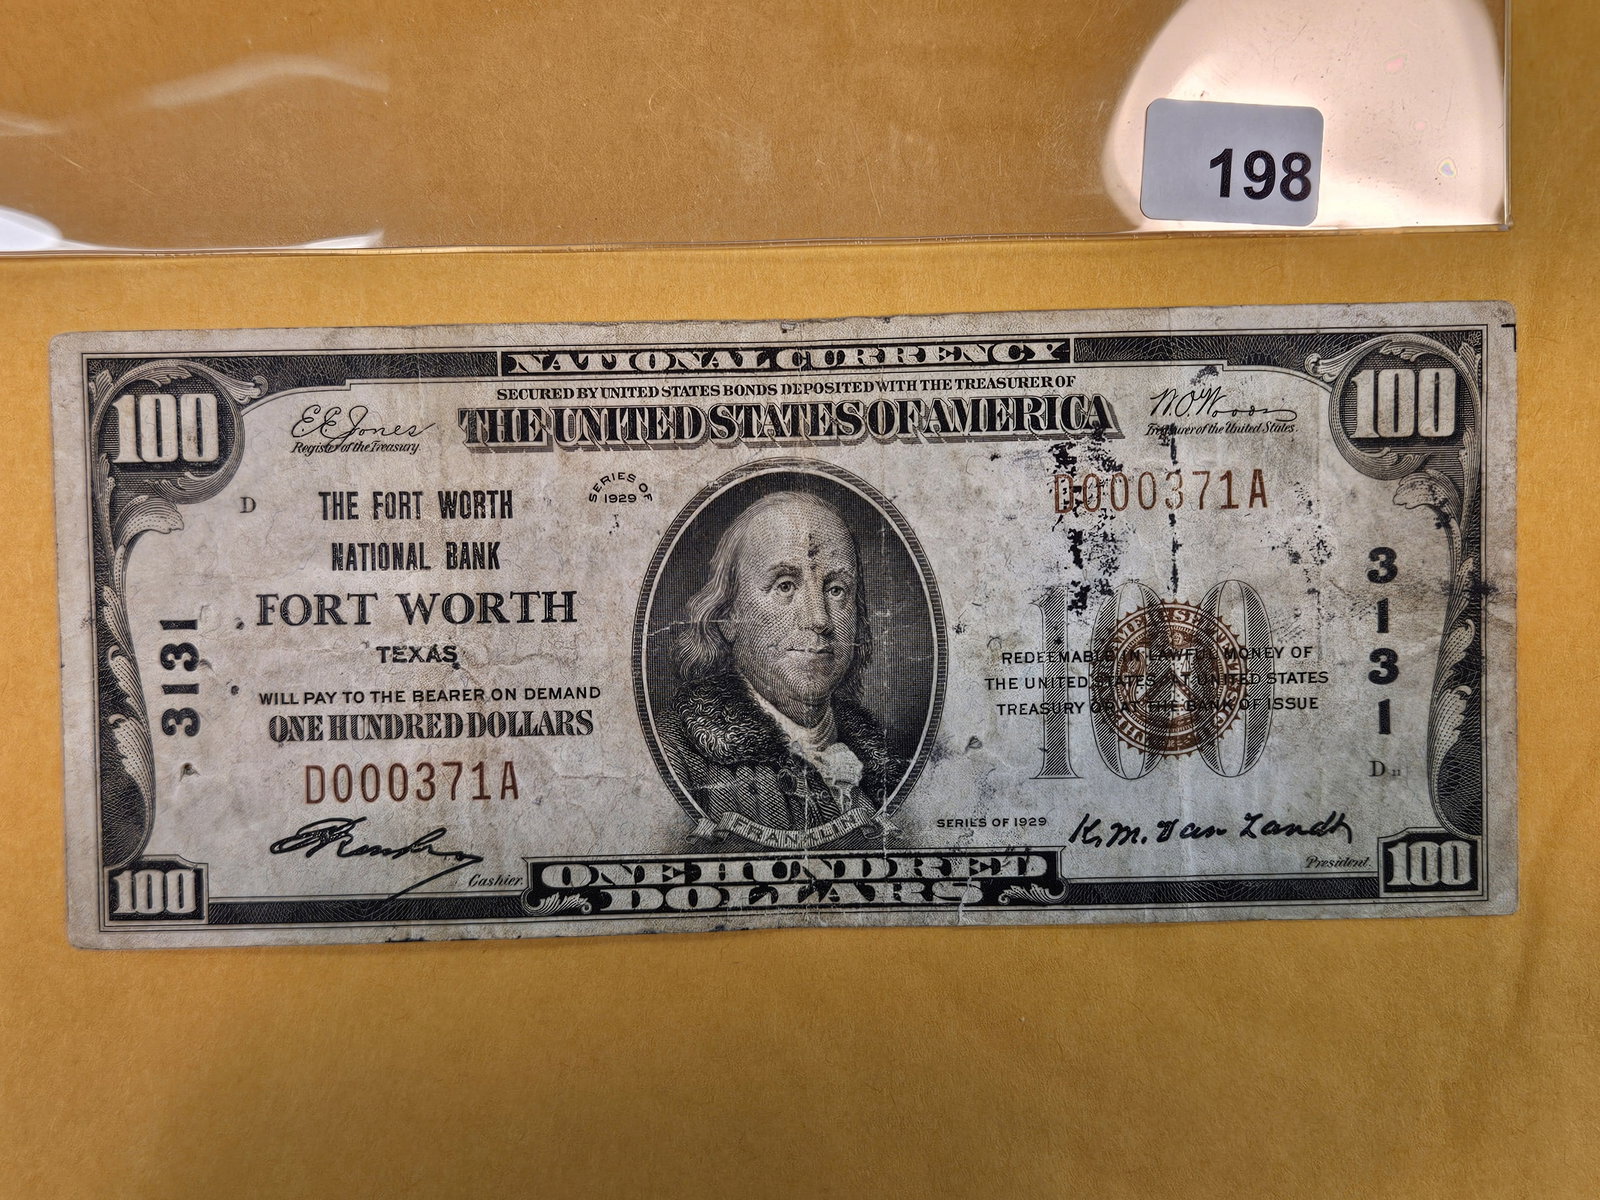 198
NATIONAL CURRENCY
SECURED BY UNITED STATES BONDS DEPOSITED WITH THE TREASURER OF
THE UNITED STATES OF AMERICA
100
E E Jones
Register of the Treasury.
W.O. Woods
Treasurer of the United States.
100
D
THE FORT WORTH
NATIONAL BANK
FORT WORTH
TEXAS
WILL PAY TO THE BEARER ON DEMAND
ONE HUNDRED DOLLARS
D000371A
3131
SERIES OF
1929
FRANKLIN
D000371A
100
REDEEMABLE IN LAWFUL MONEY OF
THE UNITED STATES AT UNITED STATES
TREASURY OR AT THE BANK OF ISSUE
3131
D
SERIES OF 1929
Cashier.
K. M. Van Zandt
President.
100
ONE HUNDRED
DOLLARS
100